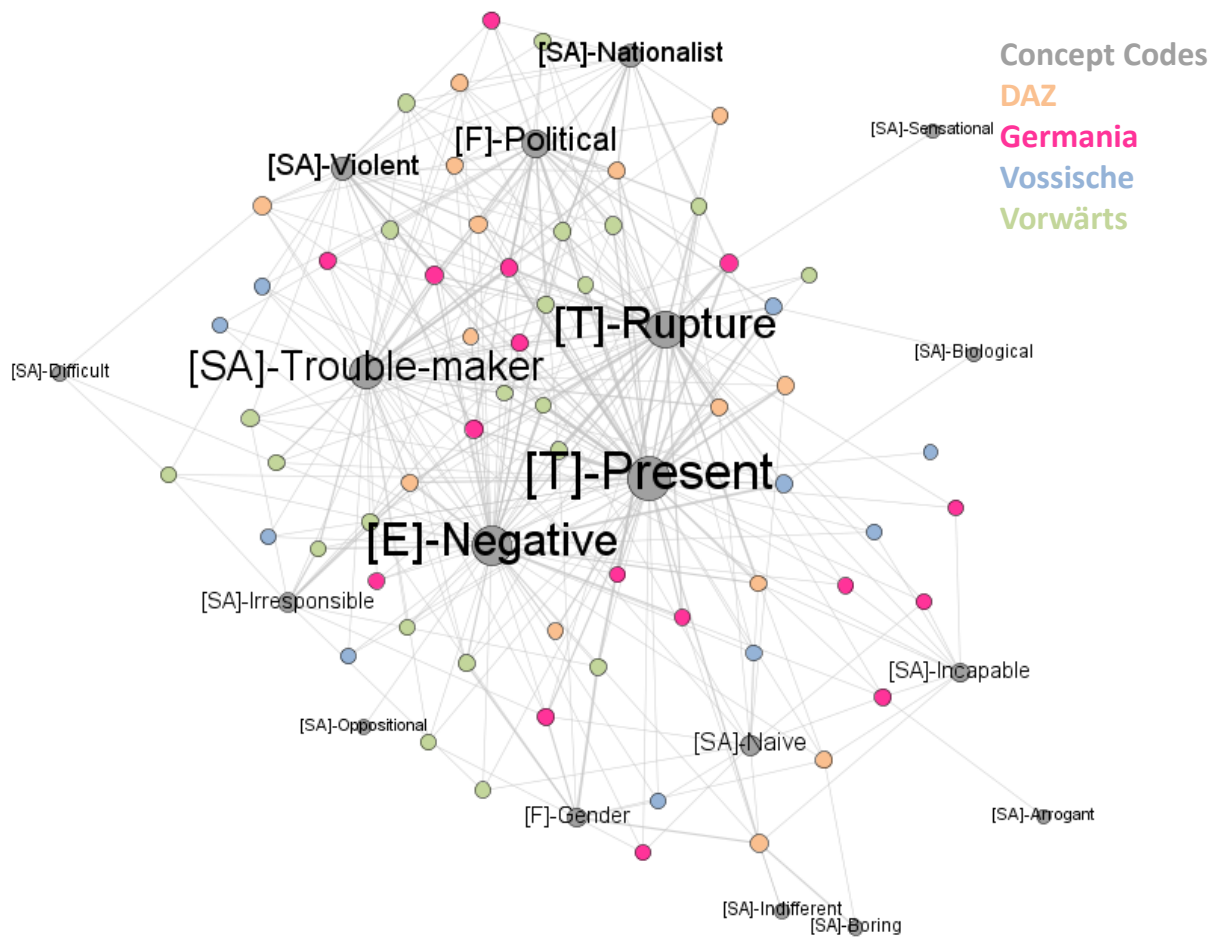 [SA]-Nationalist
Concept Codes
DAZ
Germania
Vossische
Vorwärts
[SA]-Sensational
[F]-Political
[SA]-Violent
[T]-Rupture
[SA]-Trouble-maker
[SA]-Biological
[SA]-Difficult
[T]-Present
[E]-Negative
[SA]-Irresponsible
[SA]-Incapable
[SA]-Oppositional
[SA]-Naive
[F]-Gender
[SA]-Arrogant
[SA]-Indifferent
[SA]-Boring